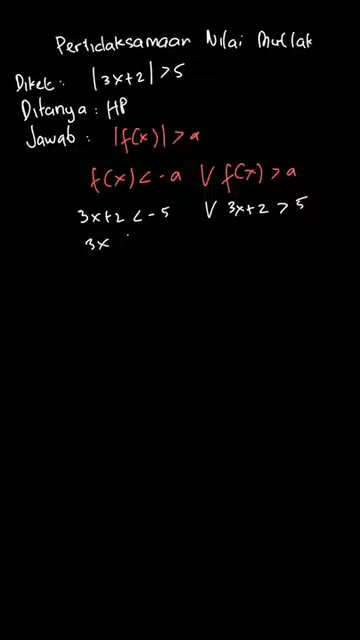 Pertidaksamaan Nilai Mutlak
Diket : |3x+2| > 5
Ditanya : HP
Jawab : |f(x)| > a
f(x) < -a V f(x) > a
3x+2 < -5 V 3x+2 > 5
3x